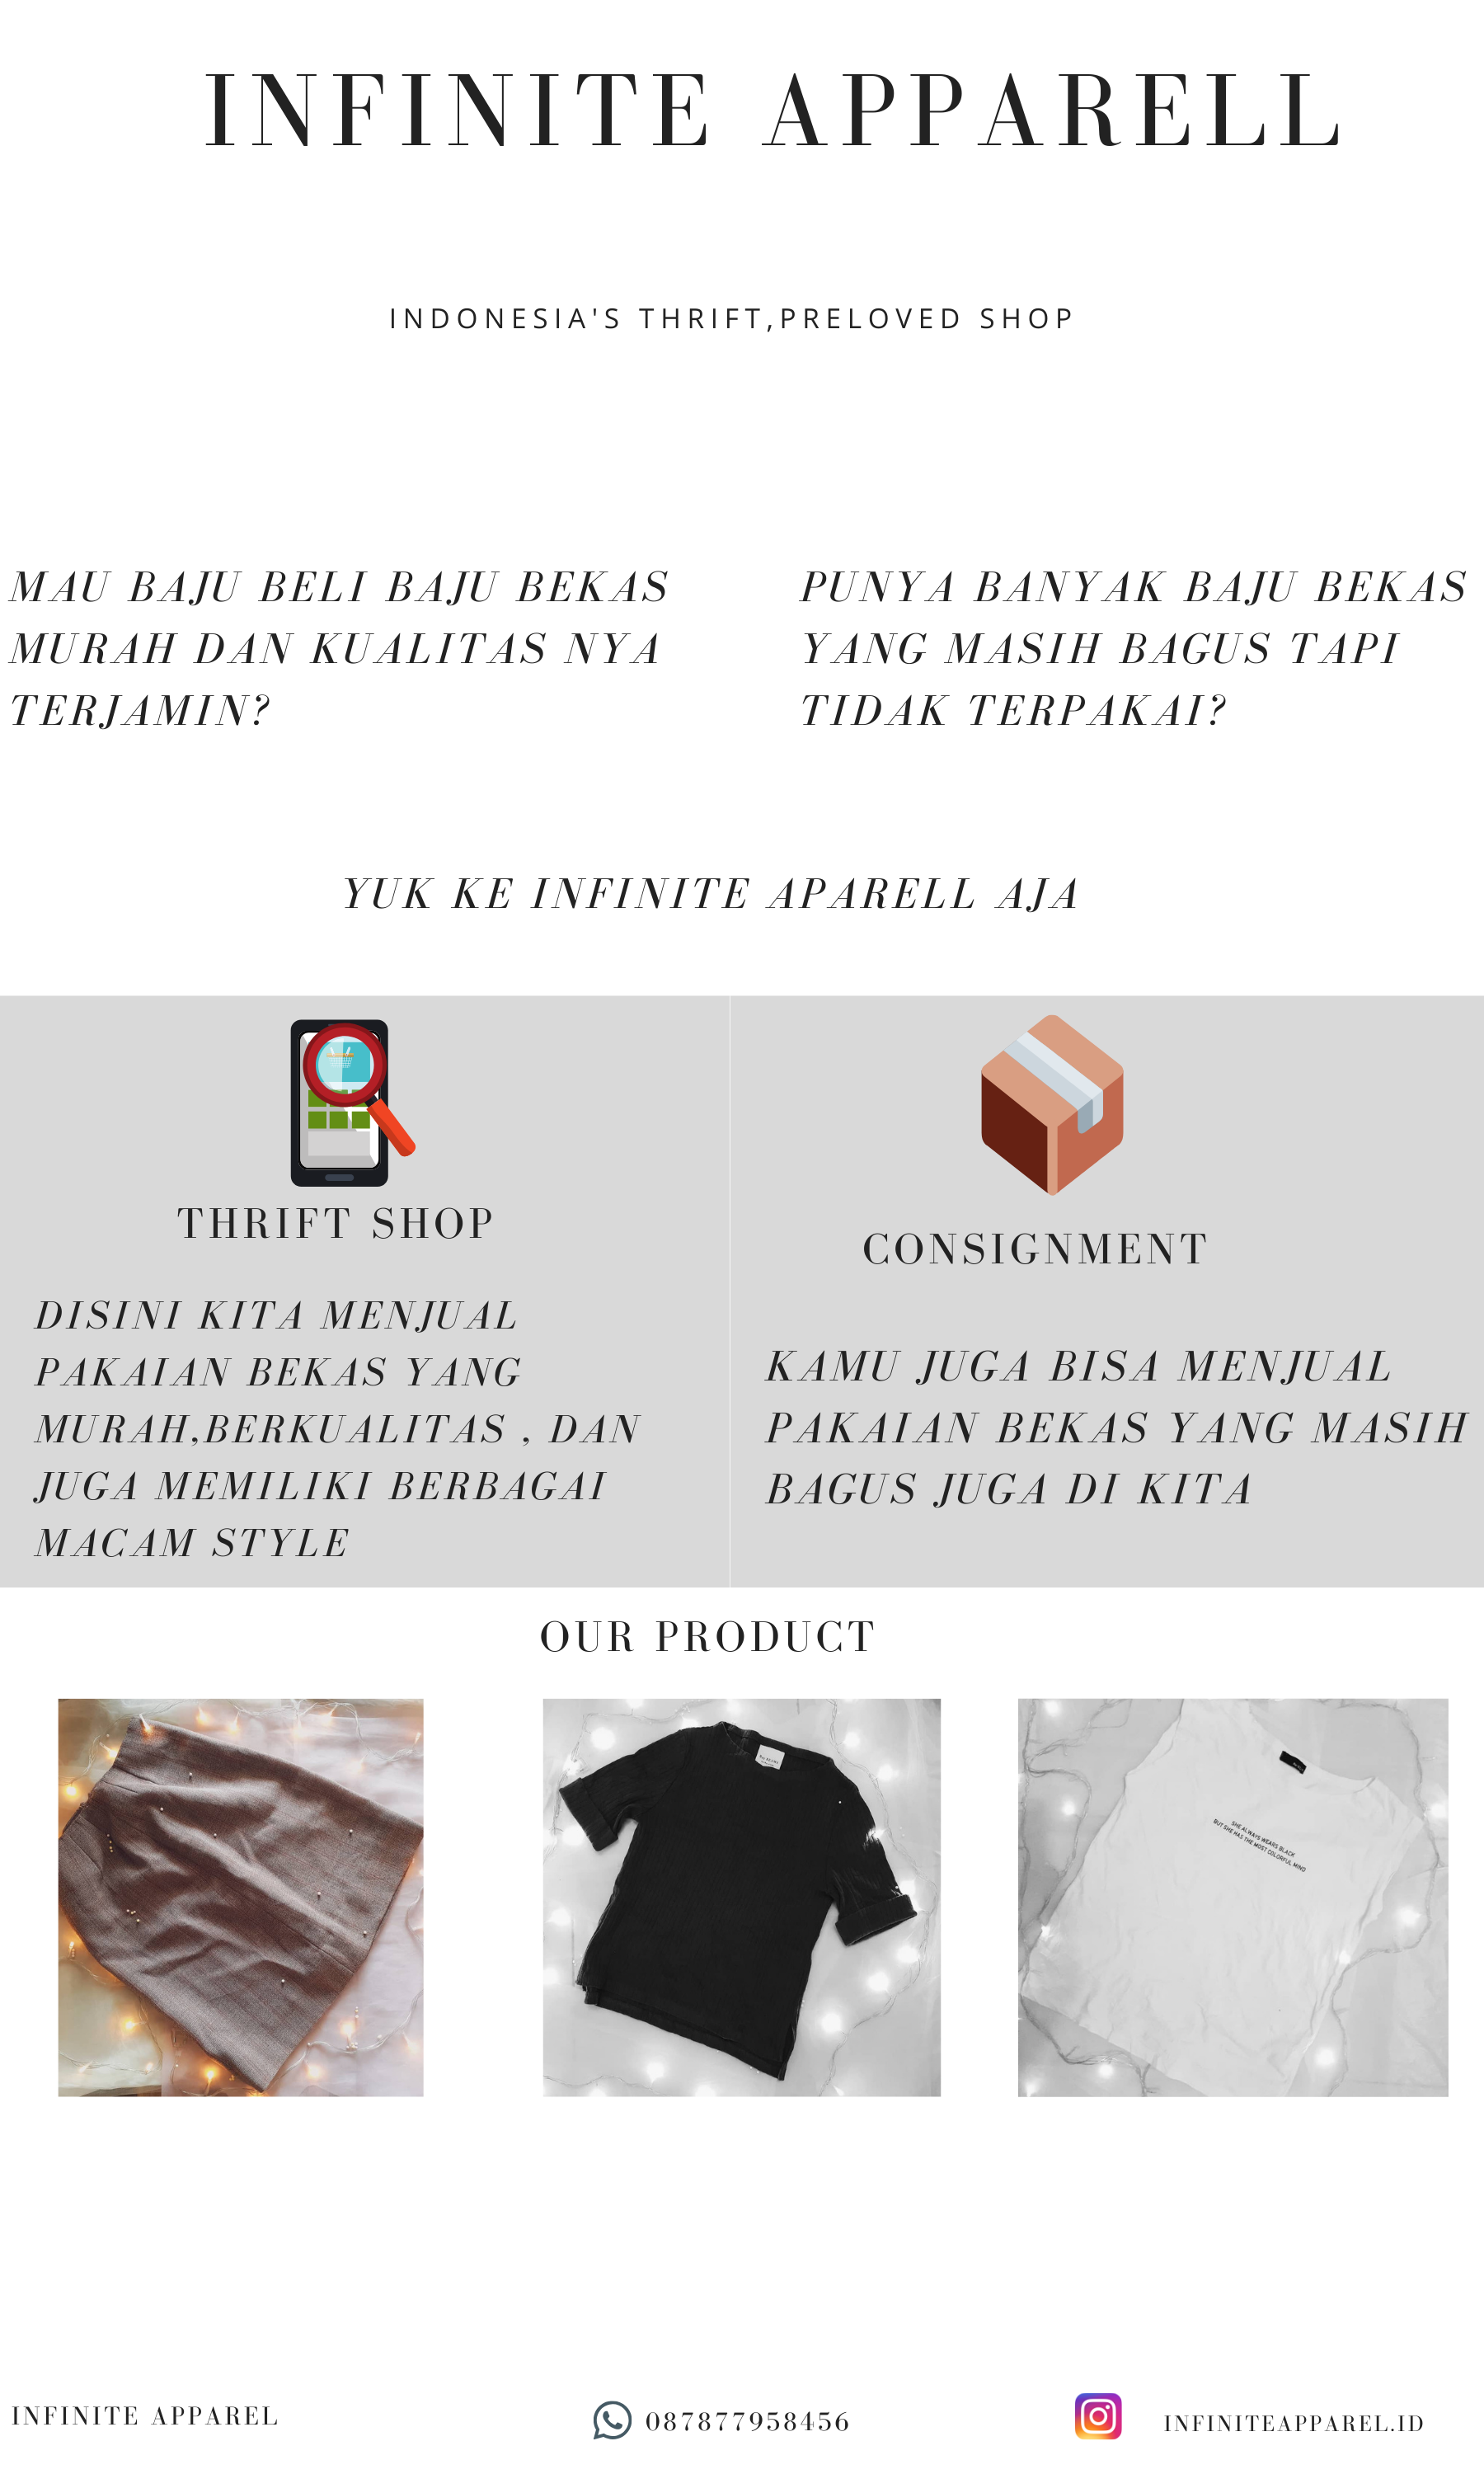 INFINITE APPARELL
INDONESIA'S THRIFT,PRELOVED SHOP
MAU BAJU BELI BAJU BEKAS
MURAH DAN KUALITAS NYA
TERJAMIN?
PUNYA BANYAK BAJU BEKAS
YANG MASIH BAGUS TAPI
TIDAK TERPAKAI?
YUK KE INFINITE APARELL AJA
THRIFT SHOP
DISINI KITA MENJUAL
PAKAIAN BEKAS YANG
MURAH,BERKUALITAS , DAN
JUGA MEMILIKI BERBAGAI
MACAM STYLE
CONSIGNMENT
KAMU JUGA BISA MENJUAL
PAKAIAN BEKAS YANG MASIH
BAGUS JUGA DI KITA
OUR PRODUCT
SHE ALWAYS WEARS BLACK
BUT SHE HAS THE MOST COLORFUL MIND
INFINITE APPAREL
087877958456
INFINITEAPPAREL.ID